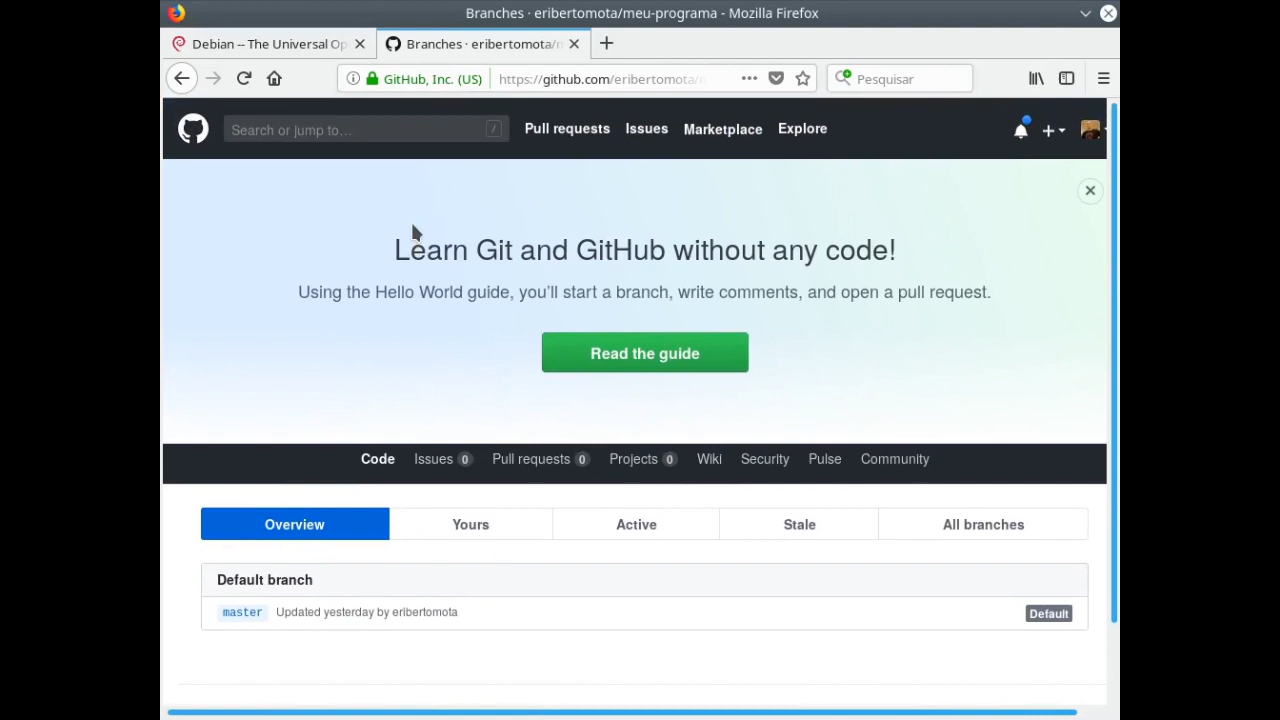 Branches · eribertomota/meu-programa - Mozilla Firefox
Debian -- The Universal Op
Branches · eribertomota/m
GitHub, Inc. (US)
https://github.com/eribertomota/
Pesquisar
Search or jump to…
/
Pull requests
Issues
Marketplace
Explore
Learn Git and GitHub without any code!
Using the Hello World guide, you’ll start a branch, write comments, and open a pull request.
Read the guide
Code
Issues 0
Pull requests 0
Projects 0
Wiki
Security
Pulse
Community
Overview
Yours
Active
Stale
All branches
Default branch
master Updated yesterday by eribertomota
Default